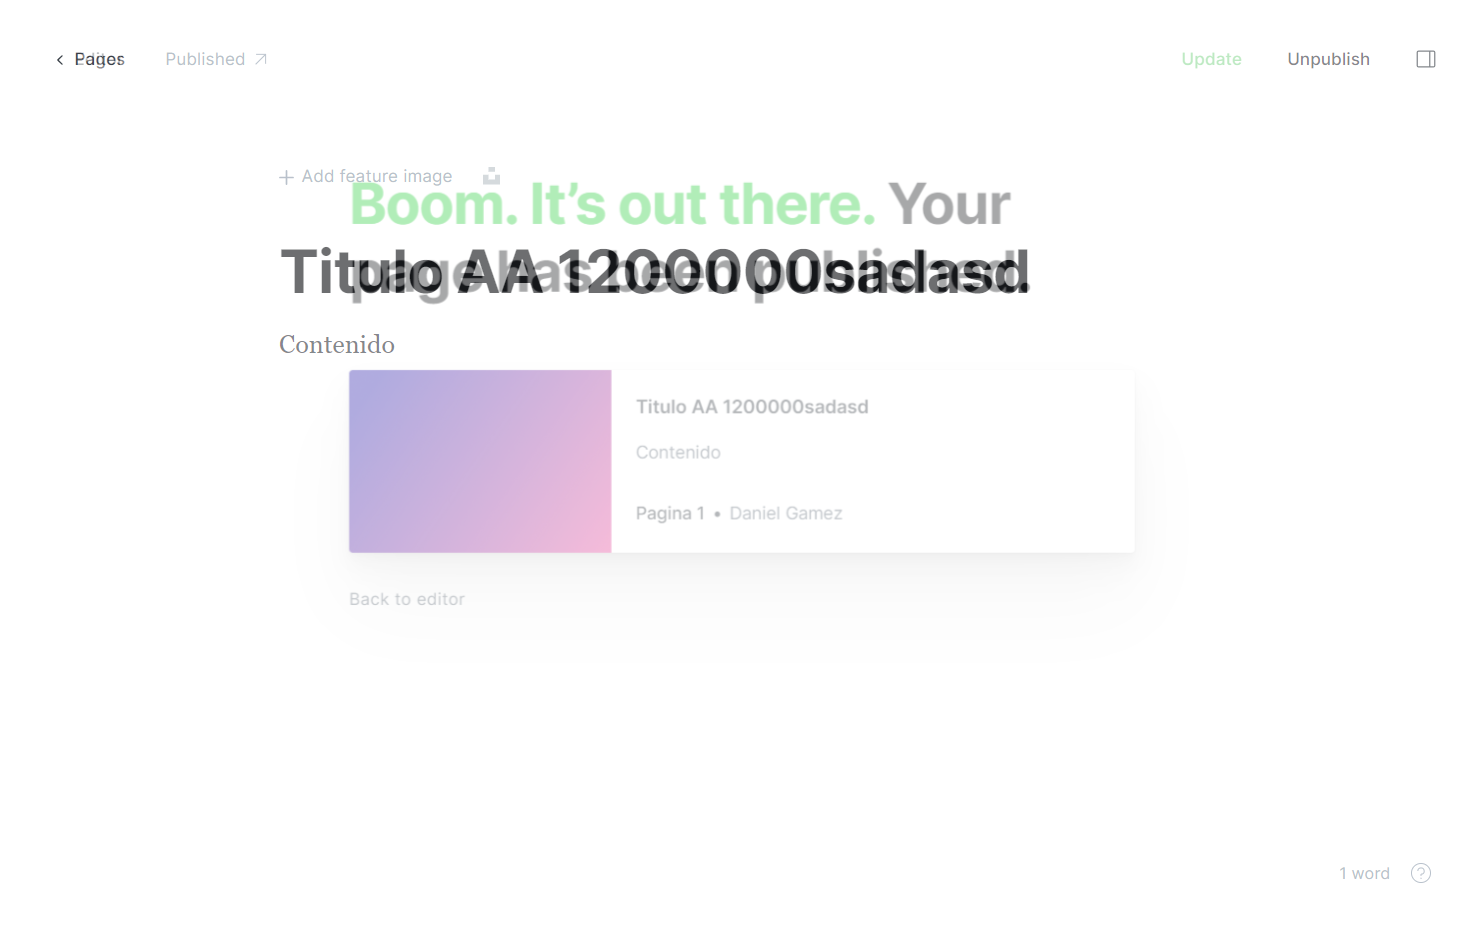 Pages
Editor
Published
Update
Unpublish
Add feature image
Boom. It’s out there. Your
page has been published.
Titulo AA 1200000sadasd
Contenido
Titulo AA 1200000sadasd
Contenido
Pagina 1 • Daniel Gamez
Back to editor
1 word
?